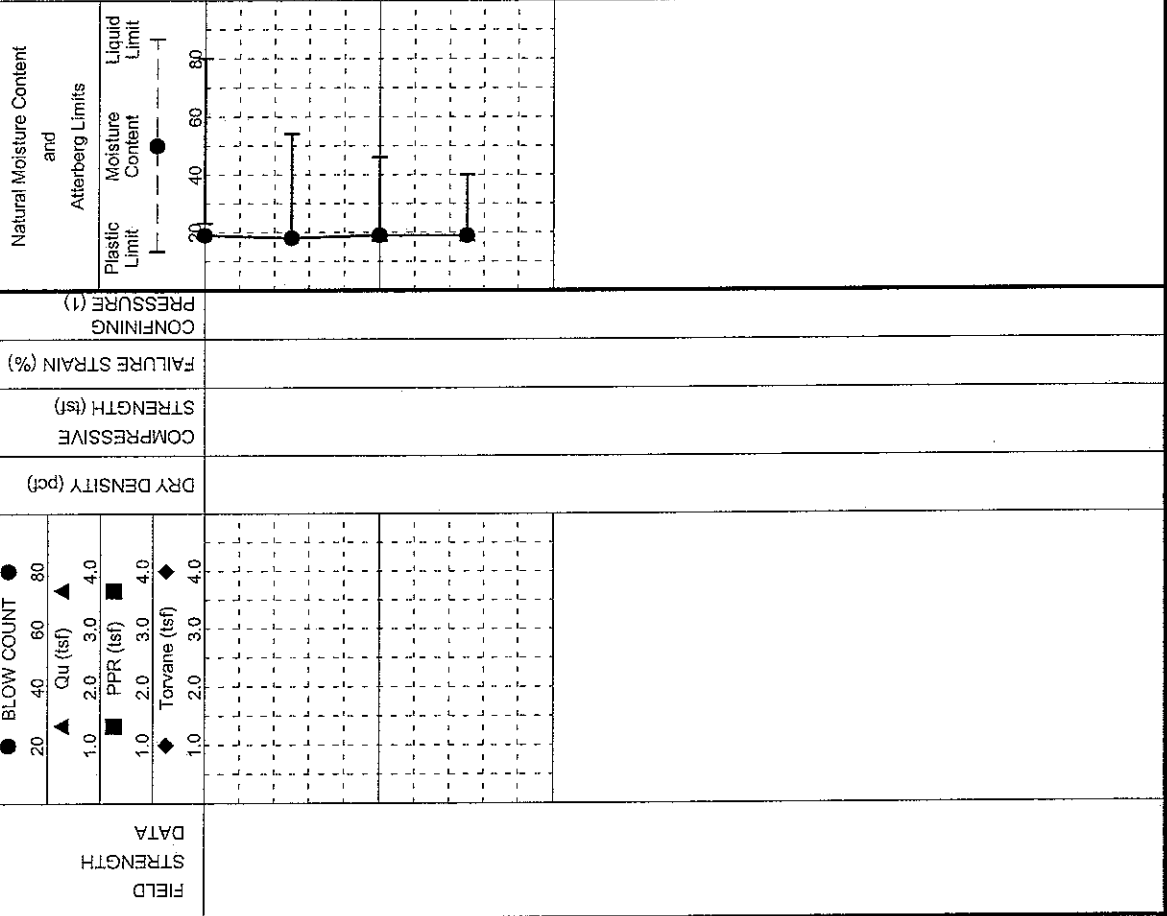 Natural Moisture Content
and
Atterberg Limits
Plastic Limit
Moisture Content
Liquid Limit
20 40 60 80
CONFINING
PRESSURE (1)
FAILURE STRAIN (%)
COMPRESSIVE
STRENGTH (tsf)
DRY DENSITY (pcf)
BLOW COUNT
20 40 60 80
Qu (tsf)
1.0 2.0 3.0 4.0
PPR (tsf)
1.0 2.0 3.0 4.0
Torvane (tsf)
1.0 2.0 3.0 4.0
FIELD
STRENGTH
DATA